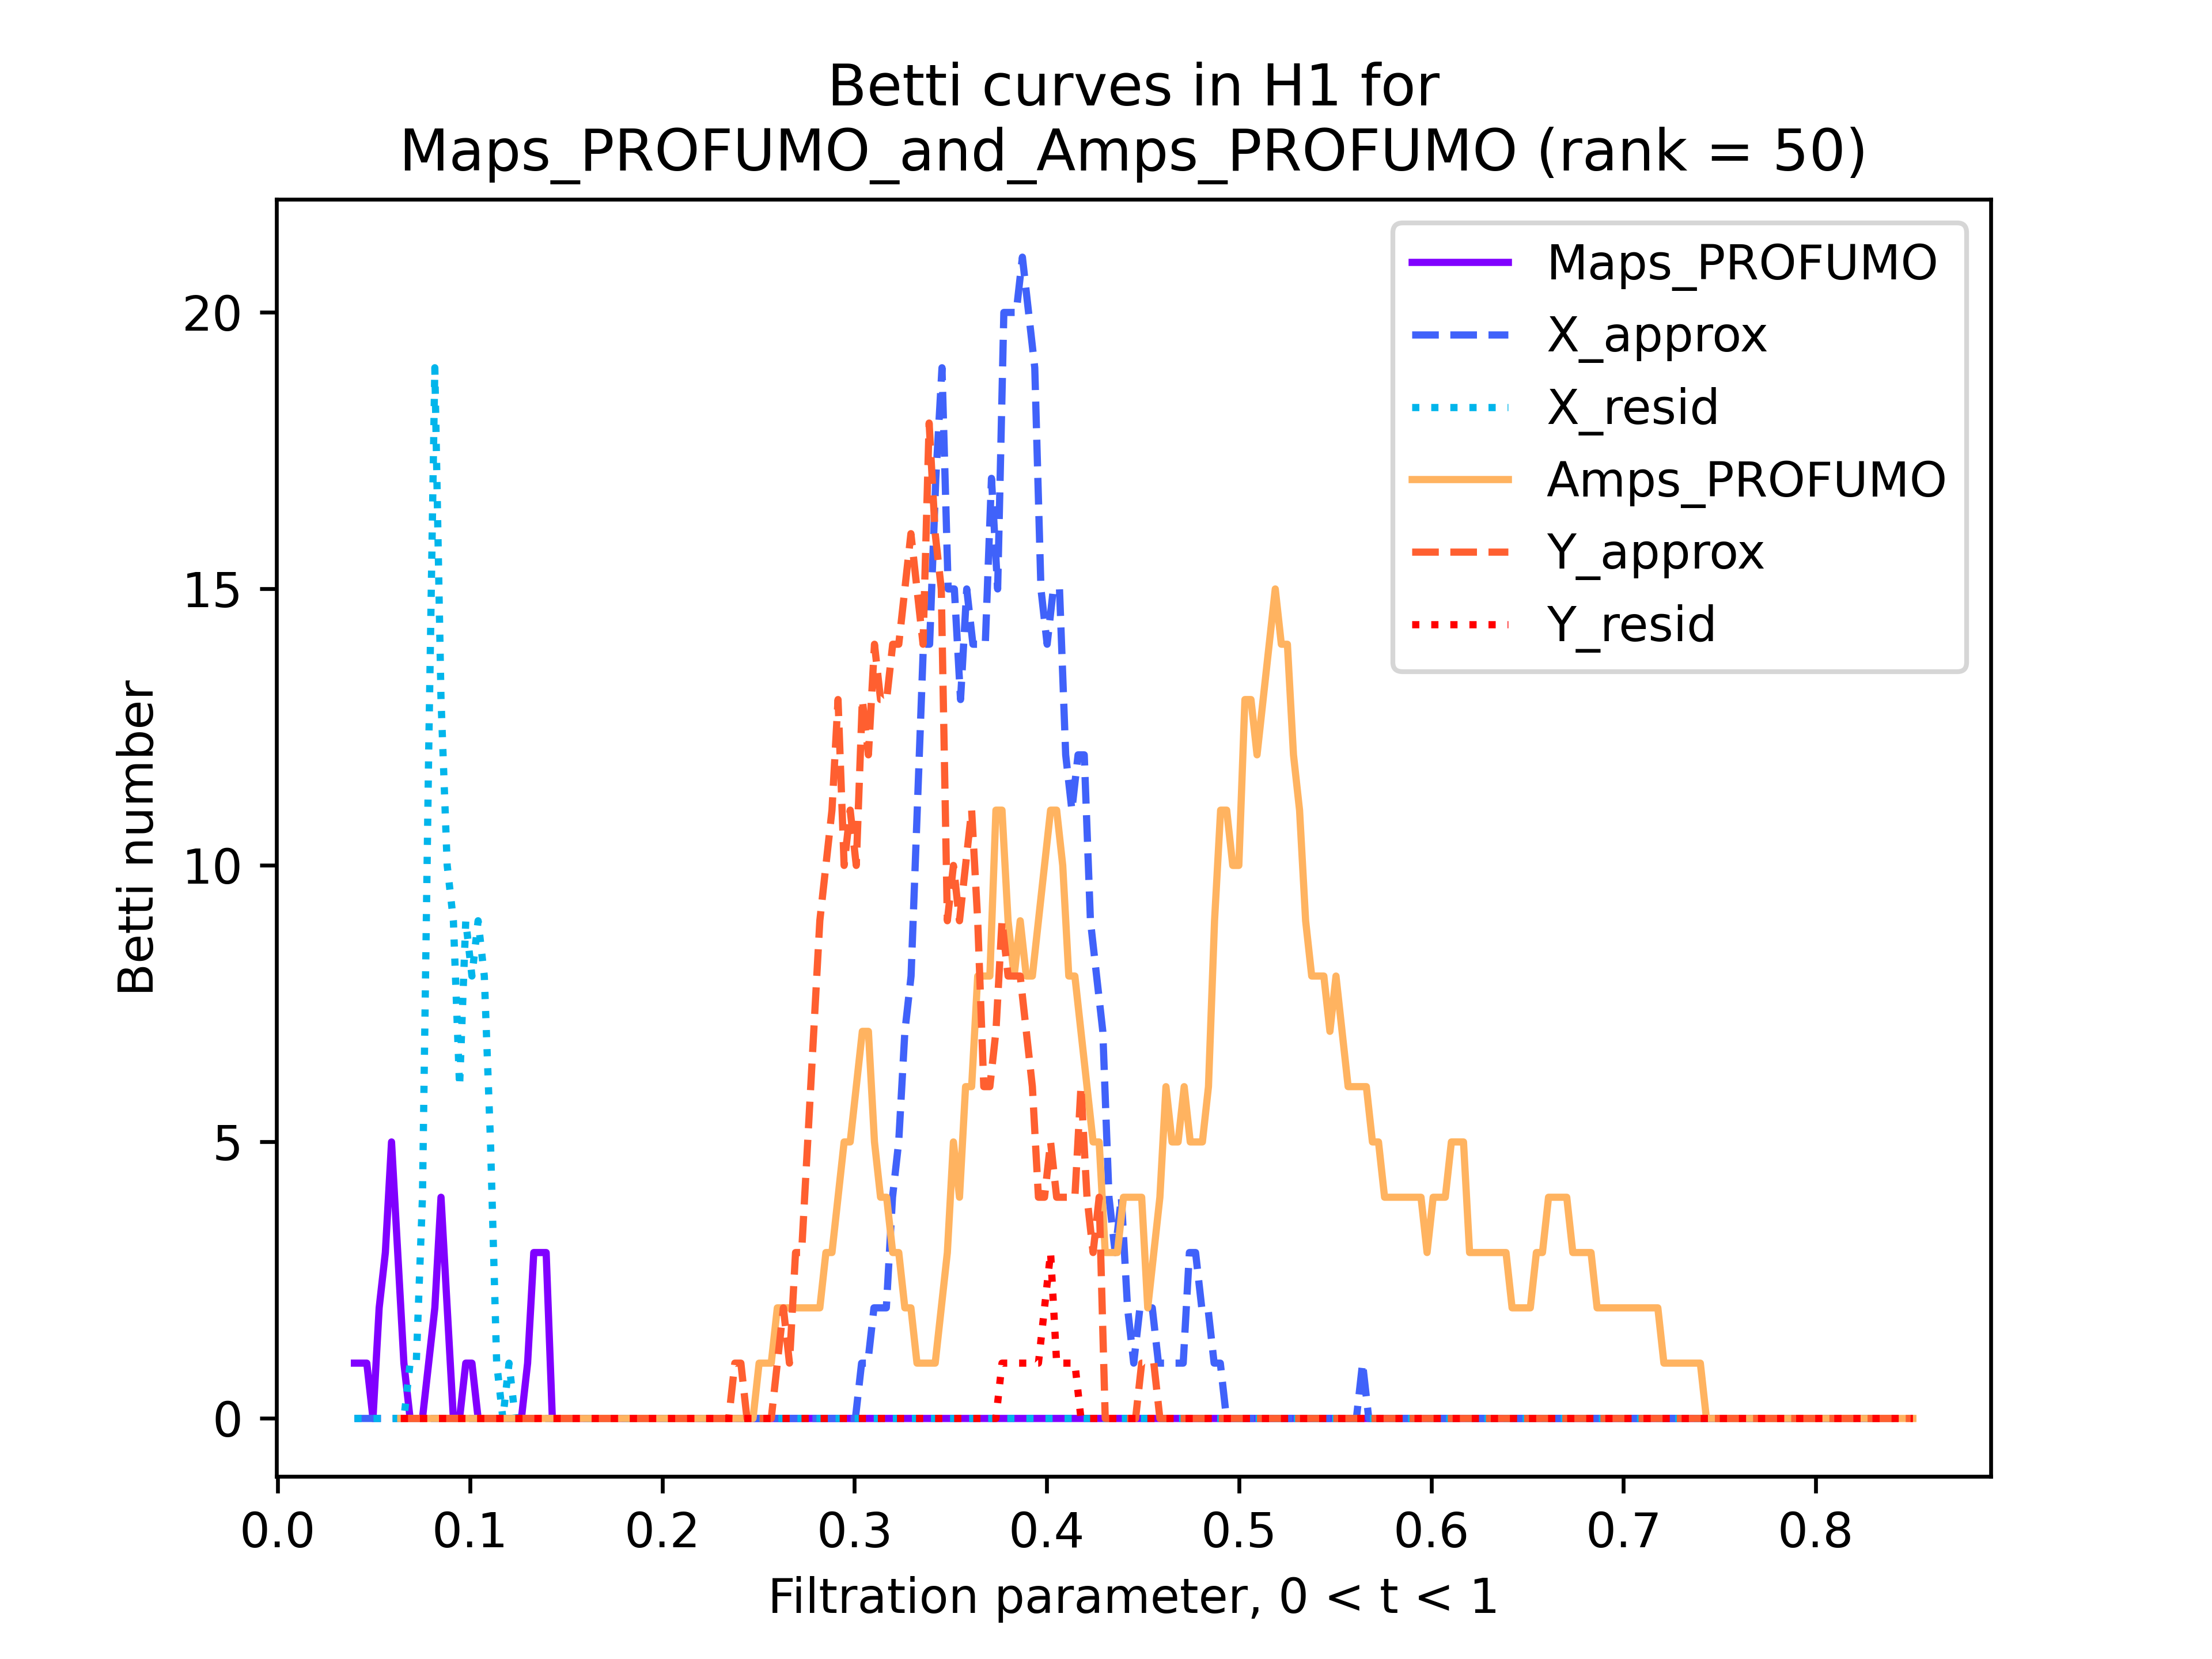 Betti curves in H1 for
Maps_PROFUMO_and_Amps_PROFUMO (rank = 50)
Maps_PROFUMO
X_approx
X_resid
Amps_PROFUMO
Y_approx
Y_resid
Betti number
20
15
10
5
0
0.0 0.1 0.2 0.3 0.4 0.5 0.6 0.7 0.8
Filtration parameter, 0 < t < 1